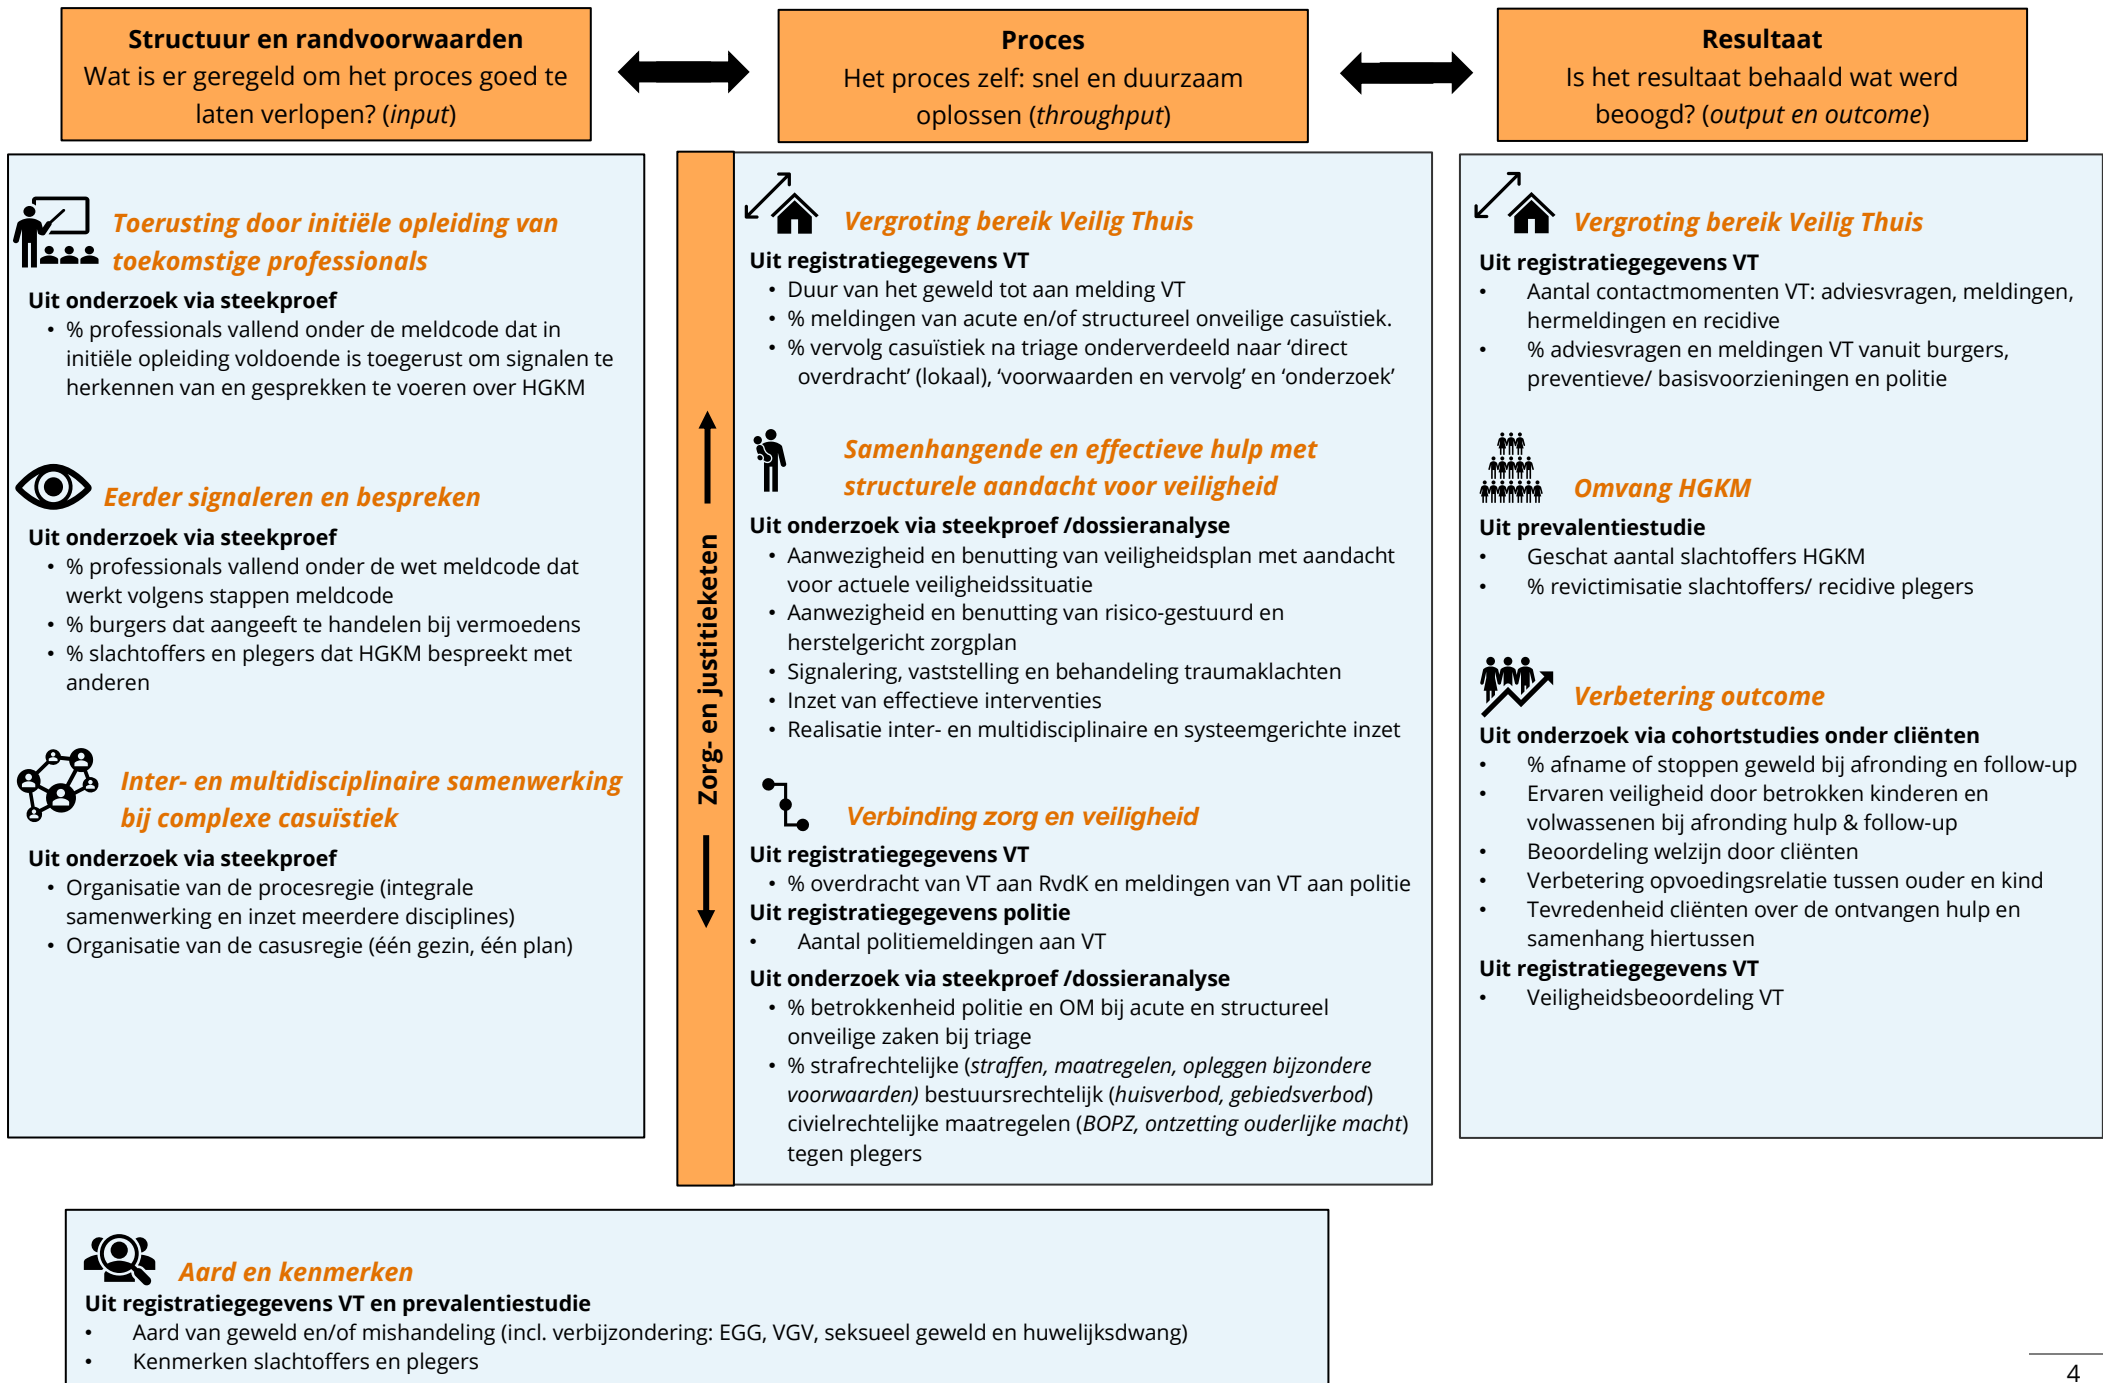 Structuur en randvoorwaarden
Wat is er geregeld om het proces goed te
laten verlopen? (input)
Proces
Het proces zelf: snel en duurzaam
oplossen (throughput)
Resultaat
Is het resultaat behaald wat werd
beoogd? (output en outcome)
Toerusting door initiële opleiding van
toekomstige professionals
Uit onderzoek via steekproef
• % professionals vallend onder de meldcode dat in
initiële opleiding voldoende is toegerust om signalen te
herkennen van en gesprekken te voeren over HGKM
Eerder signaleren en bespreken
Uit onderzoek via steekproef
• % professionals vallend onder de wet meldcode dat
werkt volgens stappen meldcode
• % burgers dat aangeeft te handelen bij vermoedens
• % slachtoffers en plegers dat HGKM bespreekt met
anderen
Inter- en multidisciplinaire samenwerking
bij complexe casuïstiek
Uit onderzoek via steekproef
• Organisatie van de procesregie (integrale
samenwerking en inzet meerdere disciplines)
• Organisatie van de casusregie (één gezin, één plan)
Zorg- en justitieketen
Vergroting bereik Veilig Thuis
Uit registratiegegevens VT
• Duur van het geweld tot aan melding VT
• % meldingen van acute en/of structureel onveilige casuïstiek.
• % vervolg casuïstiek na triage onderverdeeld naar ‘direct
overdracht’ (lokaal), ‘voorwaarden en vervolg’ en ‘onderzoek’
Samenhangende en effectieve hulp met
structurele aandacht voor veiligheid
Uit onderzoek via steekproef /dossieranalyse
• Aanwezigheid en benutting van veiligheidsplan met aandacht
voor actuele veiligheidssituatie
• Aanwezigheid en benutting van risico-gestuurd en
herstelgericht zorgplan
• Signalering, vaststelling en behandeling traumaklachten
• Inzet van effectieve interventies
• Realisatie inter- en multidisciplinaire en systeemgerichte inzet
Verbinding zorg en veiligheid
Uit registratiegegevens VT
• % overdracht van VT aan RvdK en meldingen van VT aan politie
Uit registratiegegevens politie
• Aantal politiemeldingen aan VT
Uit onderzoek via steekproef /dossieranalyse
• % betrokkenheid politie en OM bij acute en structureel
onveilige zaken bij triage
• % strafrechtelijke (straffen, maatregelen, opleggen bijzondere
voorwaarden) bestuursrechtelijk (huisverbod, gebiedsverbod)
civielrechtelijke maatregelen (BOPZ, ontzetting ouderlijke macht)
tegen plegers
Vergroting bereik Veilig Thuis
Uit registratiegegevens VT
• Aantal contactmomenten VT: adviesvragen, meldingen,
hermeldingen en recidive
• % adviesvragen en meldingen VT vanuit burgers,
preventieve/ basisvoorzieningen en politie
Omvang HGKM
Uit prevalentiestudie
• Geschat aantal slachtoffers HGKM
• % revictimisatie slachtoffers/ recidive plegers
Verbetering outcome
Uit onderzoek via cohortstudies onder cliënten
• % afname of stoppen geweld bij afronding en follow-up
• Ervaren veiligheid door betrokken kinderen en
volwassenen bij afronding hulp & follow-up
• Beoordeling welzijn door cliënten
• Verbetering opvoedingsrelatie tussen ouder en kind
• Tevredenheid cliënten over de ontvangen hulp en
samenhang hiertussen
Uit registratiegegevens VT
• Veiligheidsbeoordeling VT
Aard en kenmerken
Uit registratiegegevens VT en prevalentiestudie
• Aard van geweld en/of mishandeling (incl. verbijzondering: EGG, VGV, seksueel geweld en huwelijksdwang)
• Kenmerken slachtoffers en plegers
4